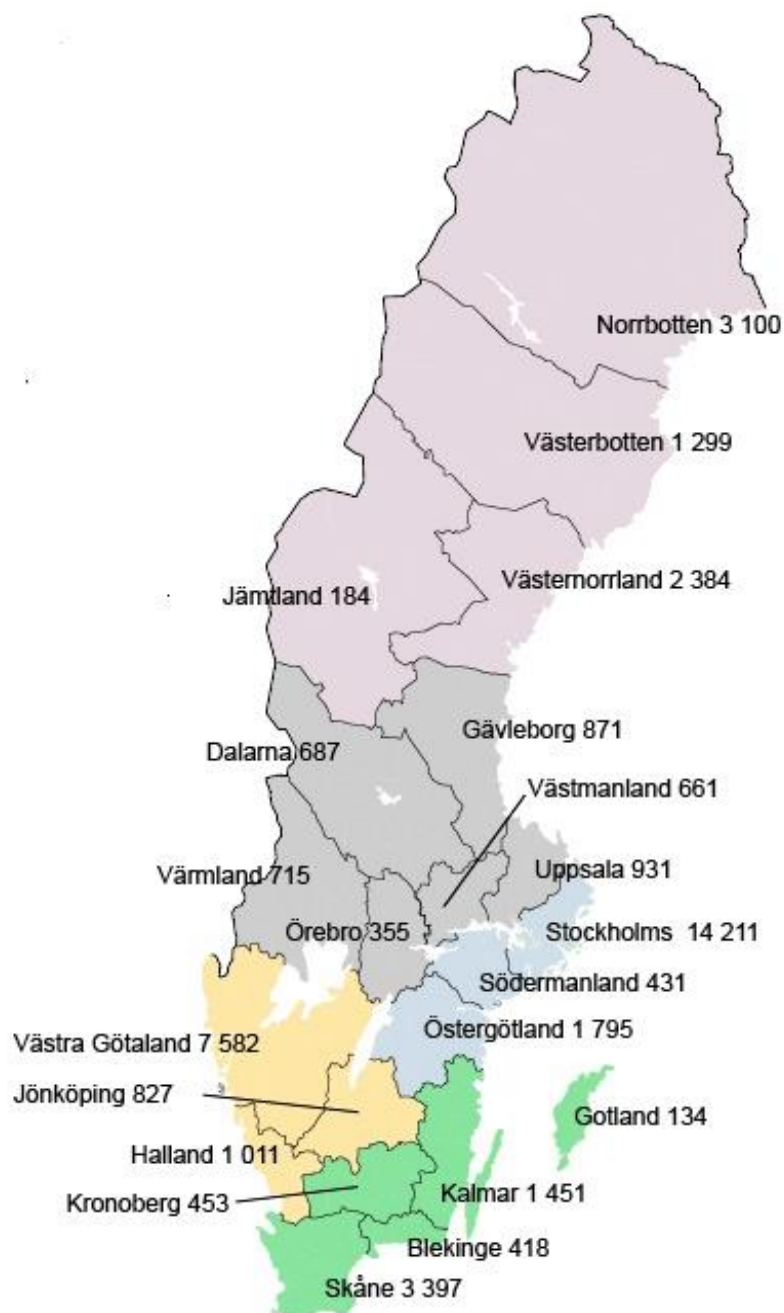 Norrbotten 3 100
Västerbotten 1 299
Västernorrland 2 384
Jämtland 184
Gävleborg 871
Dalarna 687
Västmanland 661
Uppsala 931
Värmland 715
Örebro 355
Stockholms 14 211
Södermanland 431
Östergötland 1 795
Västra Götaland 7 582
Jönköping 827
Gotland 134
Halland 1 011
Kalmar 1 451
Kronoberg 453
Blekinge 418
Skåne 3 397